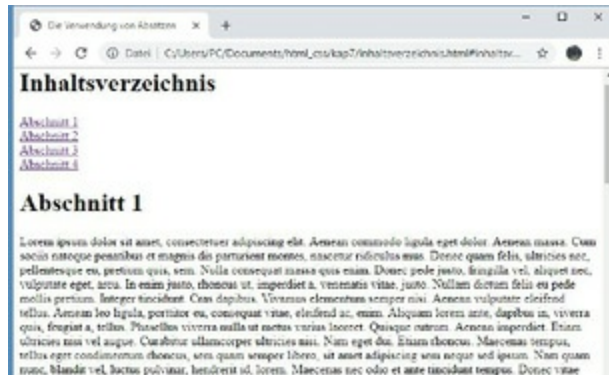 Die Verwendung von Absätzen
Datei | C:/Users/PC/Documents/html_css/kap7/inhaltsverzeichnis.html#inhaltsv...
Inhaltsverzeichnis
Abschnitt 1
Abschnitt 2
Abschnitt 3
Abschnitt 4
Abschnitt 1
Lorem ipsum dolor sit amet, consectetuer adipiscing elit. Aenean commodo ligula eget dolor. Aenean massa. Cum
sociis natoque penatibus et magnis dis parturient montes, nascetur ridiculus mus. Donec quam felis, ultricies nec,
pellentesque eu, pretium quis, sem. Nulla consequat massa quis enim. Donec pede justo, fringilla vel, aliquet nec,
vulputate eget, arcu. In enim justo, rhoncus ut, imperdiet a, venenatis vitae, justo. Nullam dictum felis eu pede
mollis pretium. Integer tincidunt. Cras dapibus. Vivamus elementum semper nisi. Aenean vulputate eleifend
tellus. Aenean leo ligula, porttitor eu, consequat vitae, eleifend ac, enim. Aliquam lorem ante, dapibus in, viverra
quis, feugiat a, tellus. Phasellus viverra nulla ut metus varius laoreet. Quisque rutrum. Aenean imperdiet. Etiam
ultricies nisi vel augue. Curabitur ullamcorper ultricies nisi. Nam eget dui. Etiam rhoncus. Maecenas tempus,
tellus eget condimentum rhoncus, sem quam semper libero, sit amet adipiscing sem neque sed ipsum. Nam quam
nunc, blandit vel, luctus pulvinar, hendrerit id, lorem. Maecenas nec odio et ante tincidunt tempus. Donec vitae